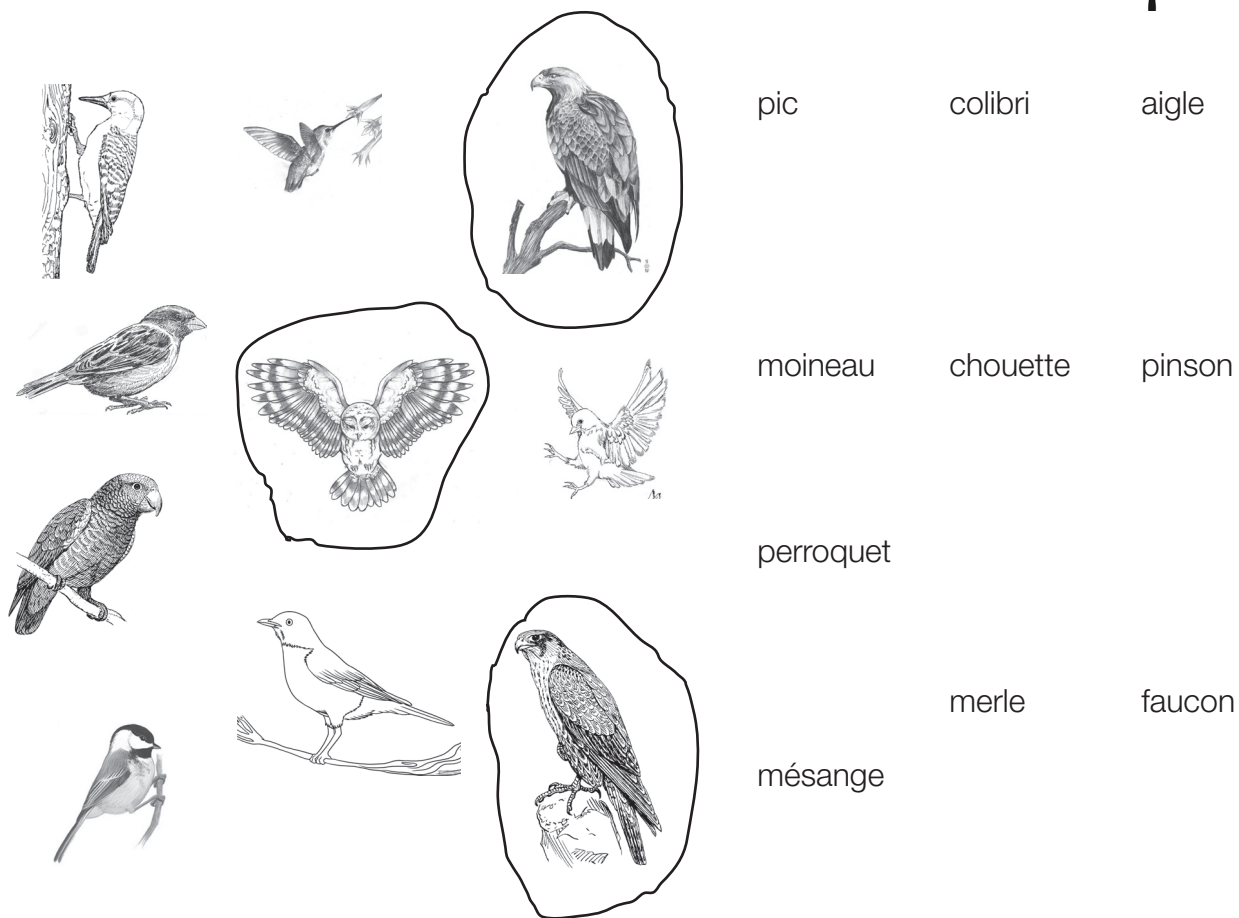 pic colibri aigle
moineau chouette pinson
perroquet
merle faucon
mésange